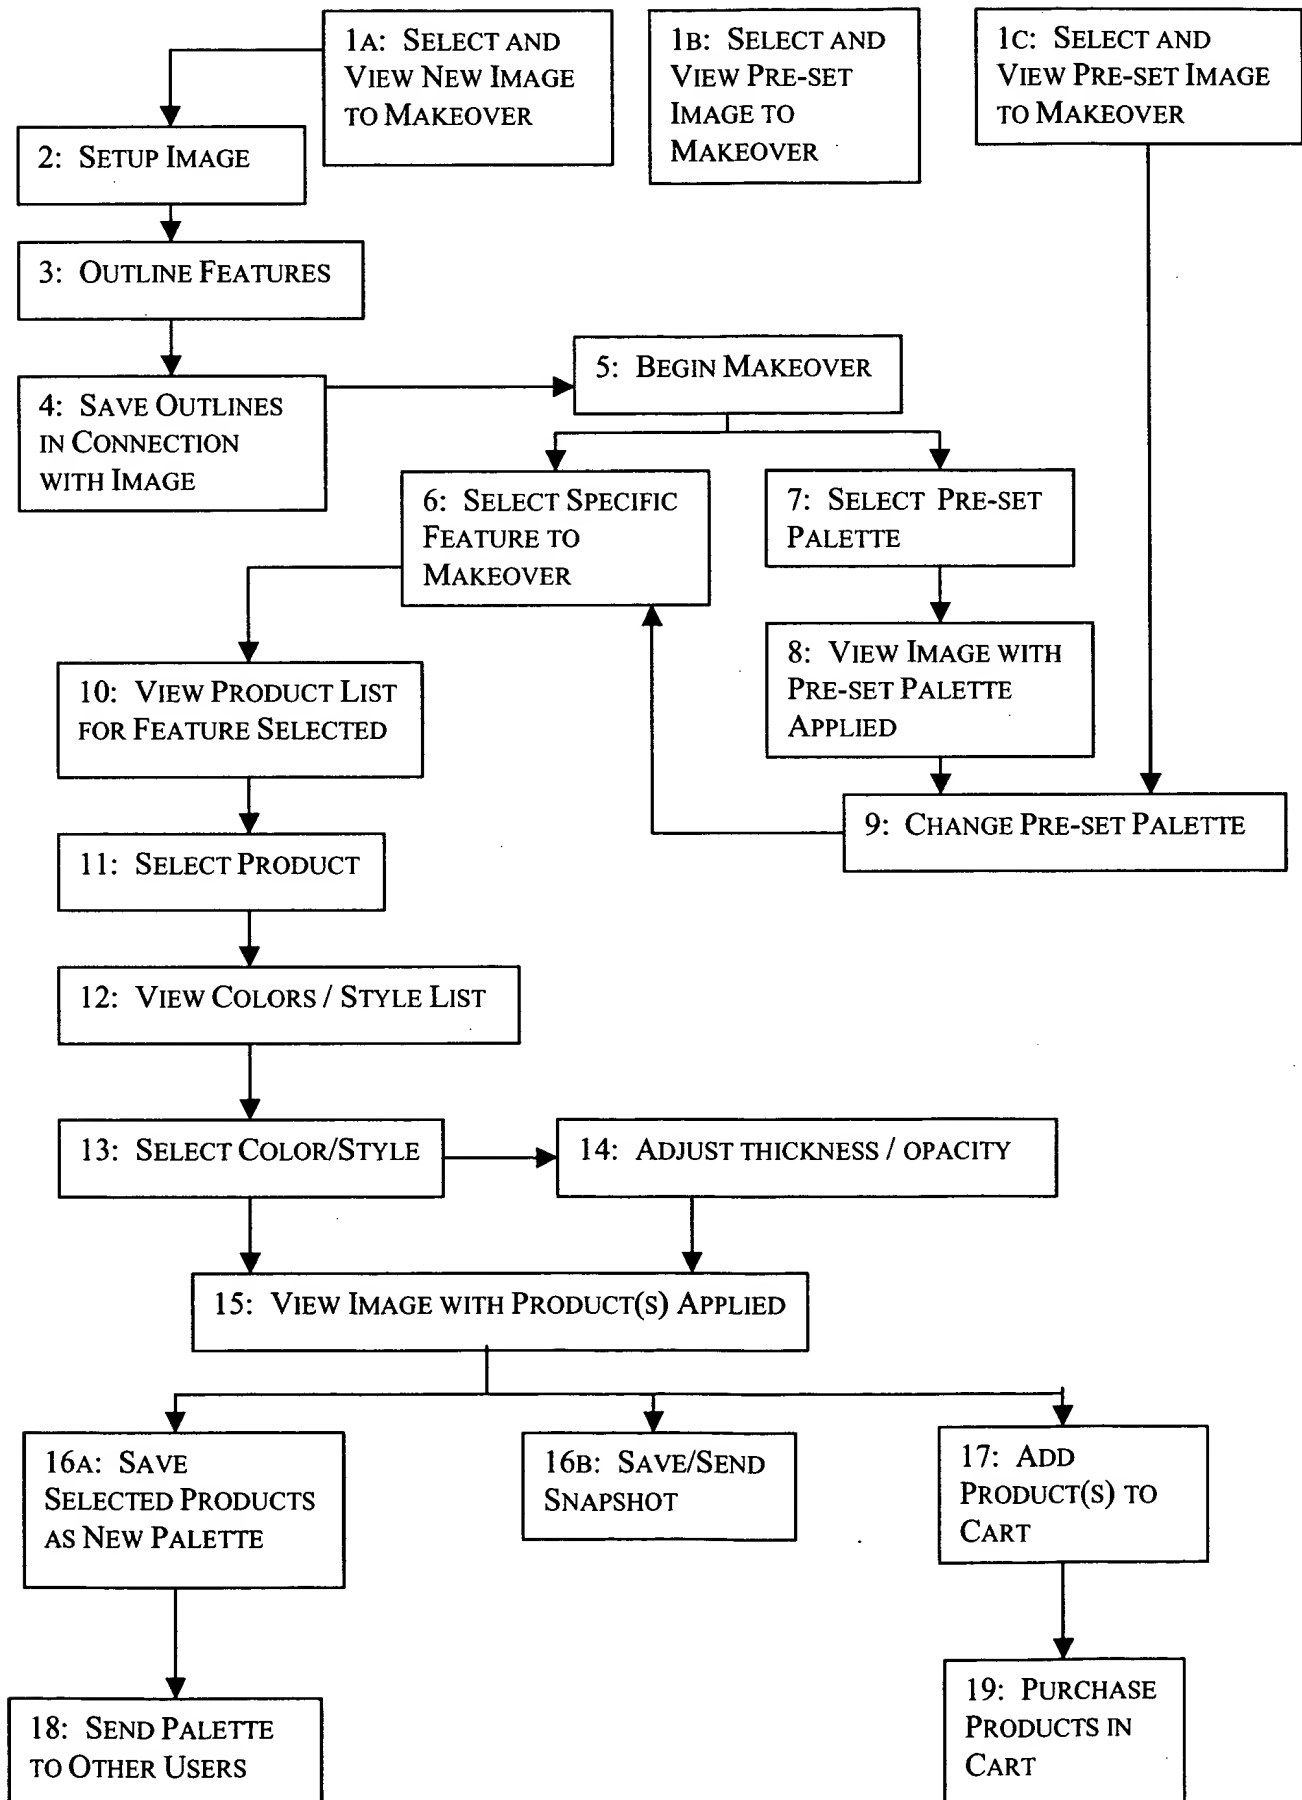 1A: SELECT AND
VIEW NEW IMAGE
TO MAKEOVER
1B: SELECT AND
VIEW PRE-SET
IMAGE TO
MAKEOVER
1C: SELECT AND
VIEW PRE-SET IMAGE
TO MAKEOVER
2: SETUP IMAGE
3: OUTLINE FEATURES
4: SAVE OUTLINES
IN CONNECTION
WITH IMAGE
5: BEGIN MAKEOVER
6: SELECT SPECIFIC
FEATURE TO
MAKEOVER
7: SELECT PRE-SET
PALETTE
8: VIEW IMAGE WITH
PRE-SET PALETTE
APPLIED
9: CHANGE PRE-SET PALETTE
10: VIEW PRODUCT LIST
FOR FEATURE SELECTED
11: SELECT PRODUCT
12: VIEW COLORS / STYLE LIST
13: SELECT COLOR/STYLE
14: ADJUST THICKNESS / OPACITY
15: VIEW IMAGE WITH PRODUCT(S) APPLIED
16A: SAVE
SELECTED PRODUCTS
AS NEW PALETTE
16B: SAVE/SEND
SNAPSHOT
17: ADD
PRODUCT(S) TO
CART
18: SEND PALETTE
TO OTHER USERS
19: PURCHASE
PRODUCTS IN
CART